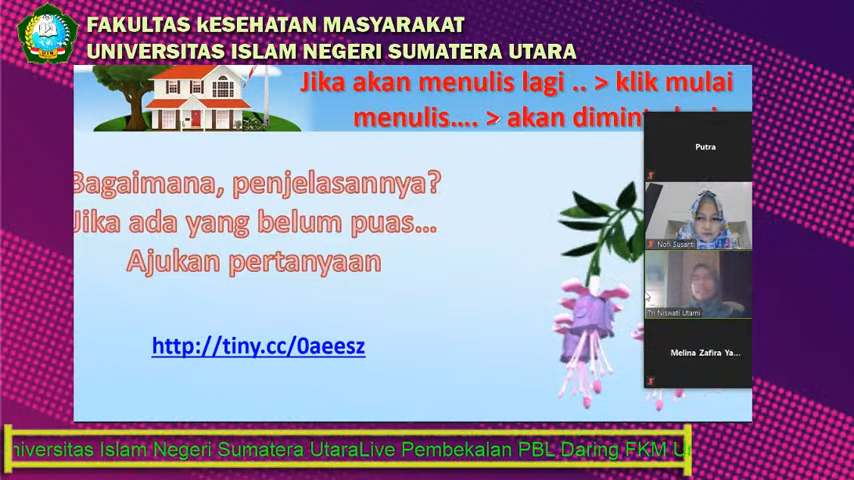 FAKULTAS kESEHATAN MASYARAKAT
UNIVERSITAS ISLAM NEGERI SUMATERA UTARA
Jika akan menulis lagi .. > klik mulai
menulis.... > akan
Bagaimana, penjelasannya?
Jika ada yang belum puas...
Ajukan pertanyaan
http://tiny.cc/0aeesz
Putra
Nofi Susanti
Tri Niswati Utami
Melina Zafira Ya...
niversitas Islam Negeri Sumatera UtaraLive Pembekalan PBL Daring FKM U